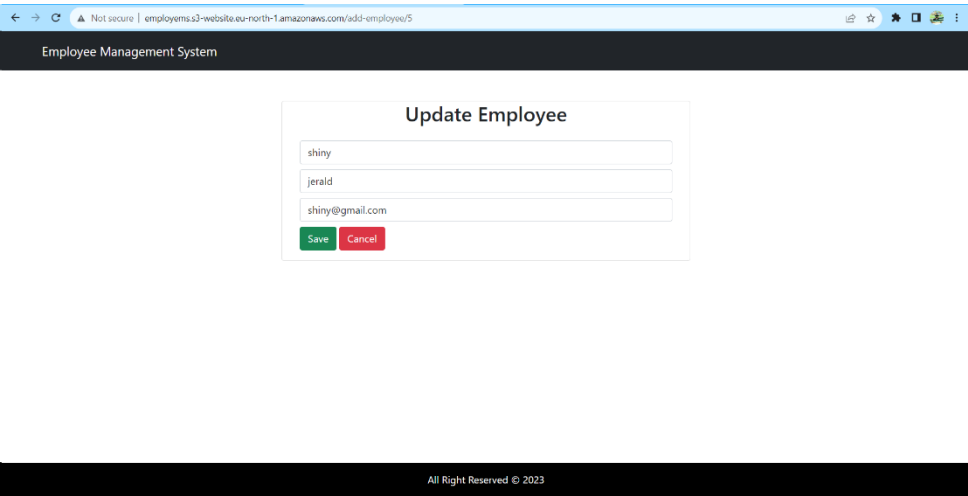 Not secure | employems.s3-website.eu-north-1.amazonaws.com/add-employee/5
Employee Management System
Update Employee
shiny
jerald
shiny@gmail.com
Save Cancel
All Right Reserved © 2023